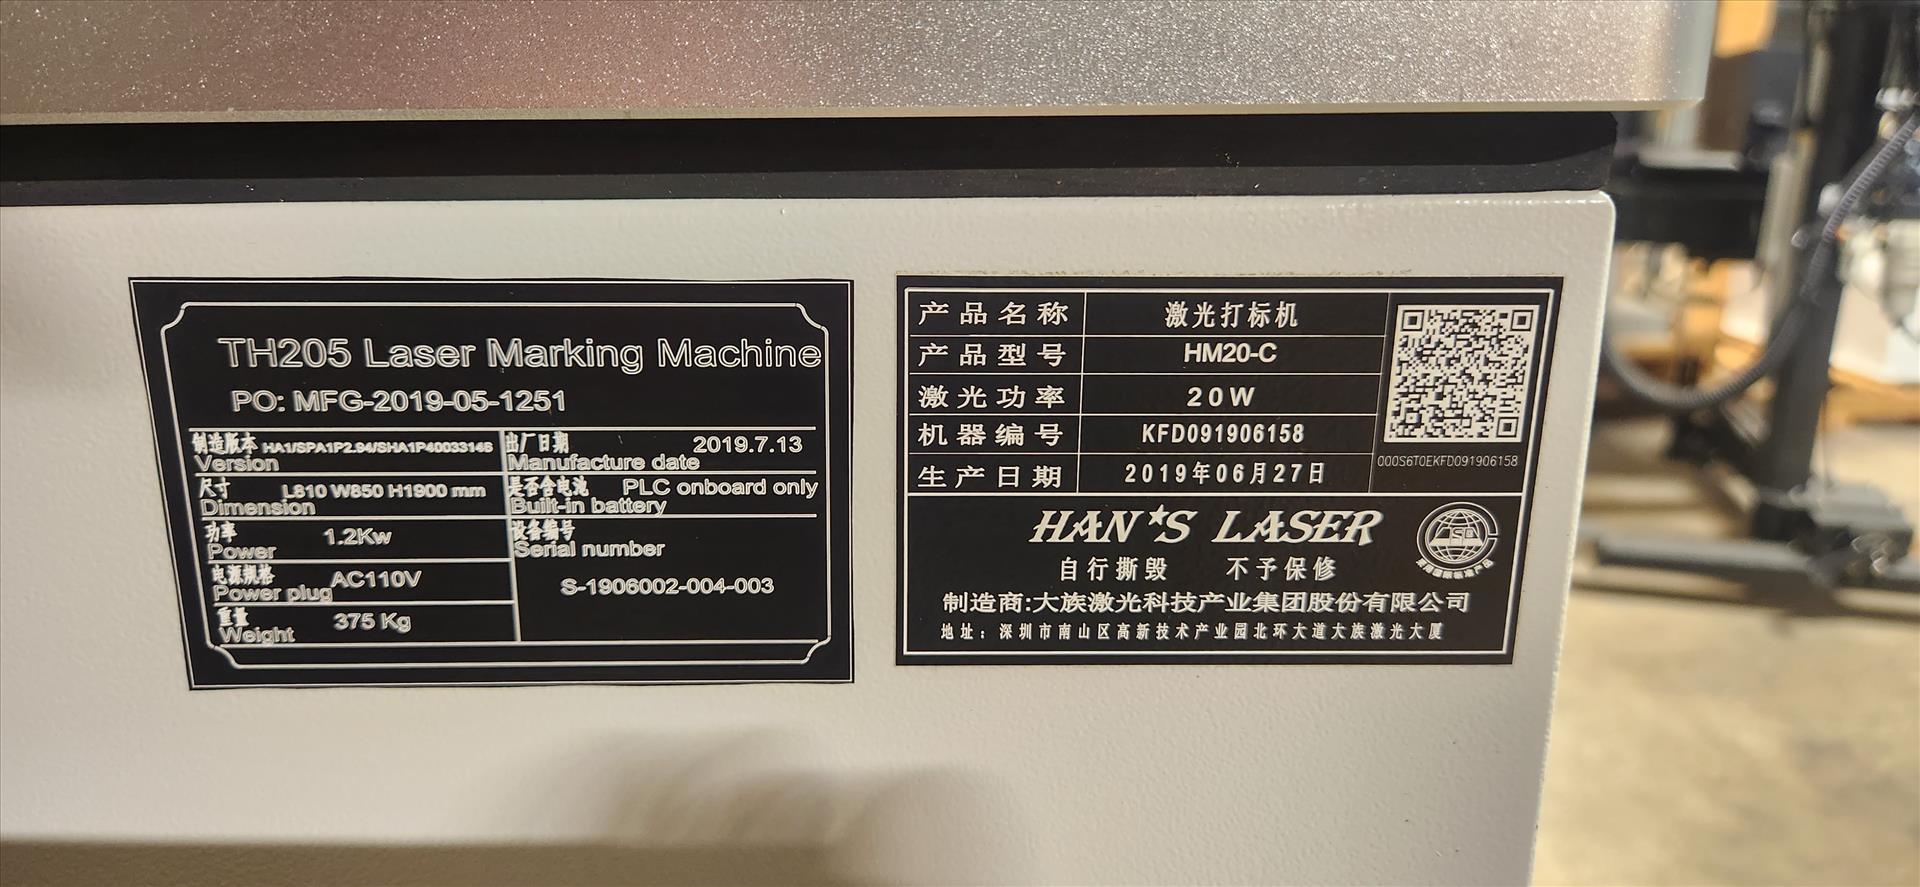 TH205 Laser Marking Machine
PO: MFG-2019-05-1251
制造版本 HA1/SPA1P2.94/SHA1P40033146
Version
出厂日期 2019.7.13
Manufacture date
尺寸 L810 W850 H1900 mm
Dimension
是否含电池 PLC onboard only
Built-in battery
功率 1.2Kw
Power
设备编号
Serial number
S-1906002-004-003
电源规格 AC110V
Power plug
重量 375 Kg
Weight
产品名称 激光打标机
产品型号 HM20-C
激光功率 20W
机器编号 KFD091906158
生产日期 2019年06月27日
000S6T0EKFD091906158
HAN★S LASER
自行撕毁 不予保修
制造商:大族激光科技产业集团股份有限公司
地址：深圳市南山区高新技术产业园北环大道大族激光大厦